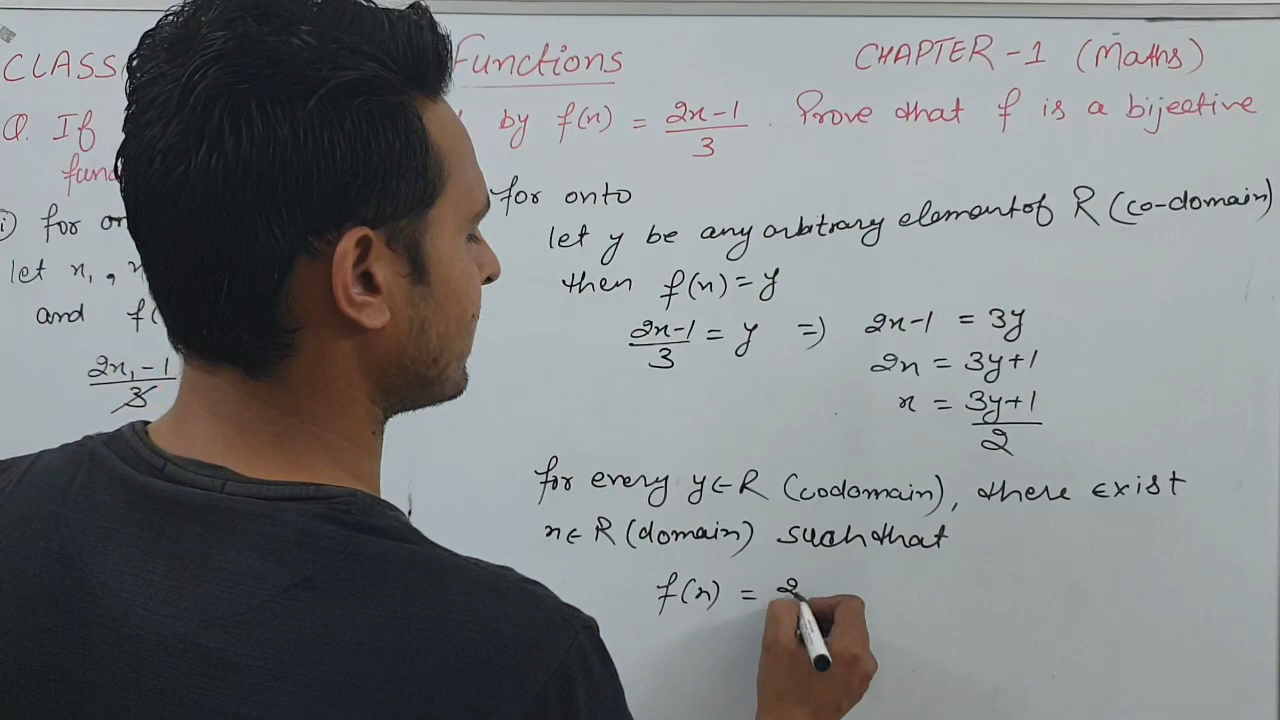 CLASS Functions CHAPTER-1 (Maths)
Q. If by f(x) = 2x-1/3. Prove that f is a bijective
func
i) for on
let x₁, x
and f(
2x₁-1/3
for onto
let y be any arbitrary element of R (co-domain)
then f(x)=y
2x-1/3 = y => 2x-1 = 3y
2x = 3y+1
x = 3y+1/2
for every y∈R (codomain), there exist
x∈R (domain) such that
f(x) = 2